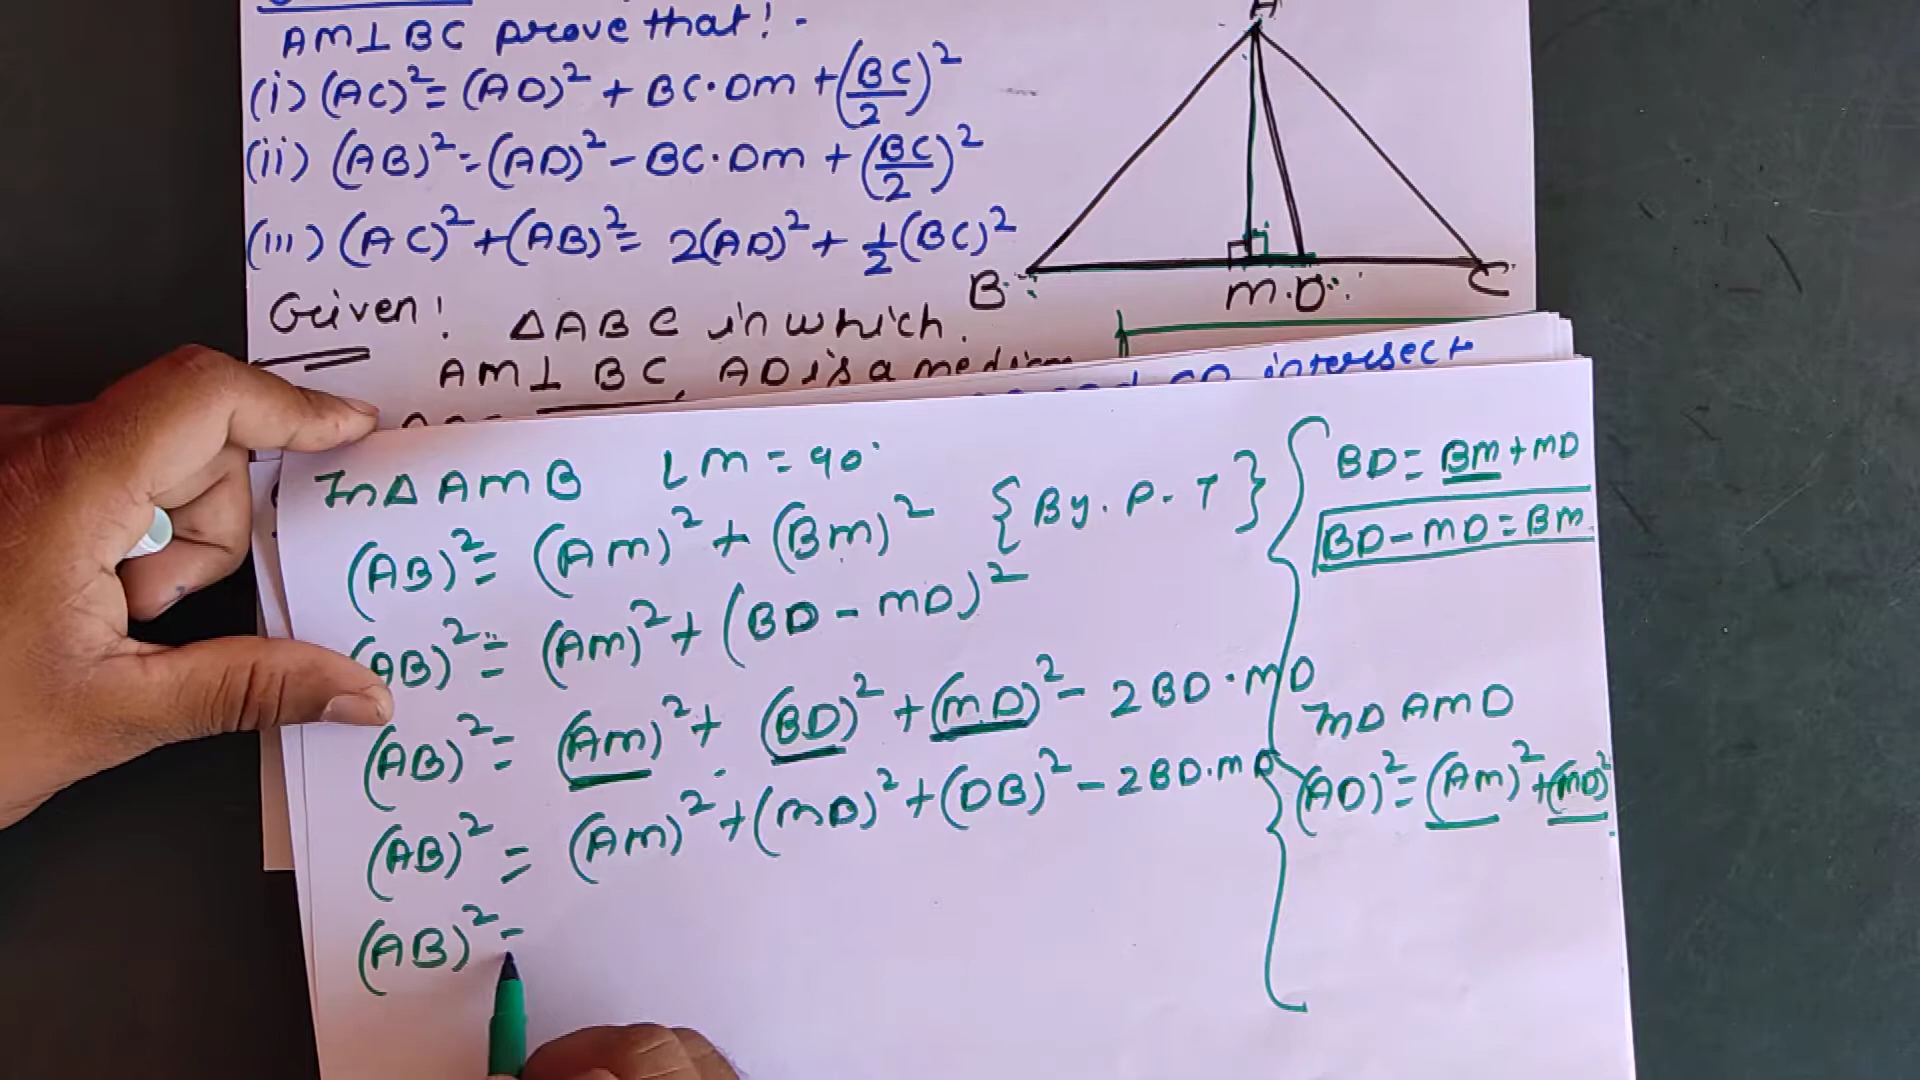 AM⊥BC prove that! -
(i) (AC)²= (AD)² + BC·DM + (BC/2)²
(ii) (AB)²=(AD)² - BC·DM + (BC/2)²
(iii) (AC)²+(AB)²= 2(AD)² + 1/2 (BC)²
A
B M D C
Given! △ABC in which
AM⊥ BC, AD is a median
intersect
In△ AMB ∠M = 90°
(AB)² = (AM)² + (BM)² {By. P. T}
(AB)² = (AM)² + (BD - MD)²
(AB)² = (AM)² + (BD)² + (MD)² - 2BD·MD
(AB)² = (AM)² + (MD)² + (DB)² - 2BD·MD
(AB)² =
BD = BM + MD
BD - MD = BM
In△ AMD
(AD)² = (AM)² + (MD)²